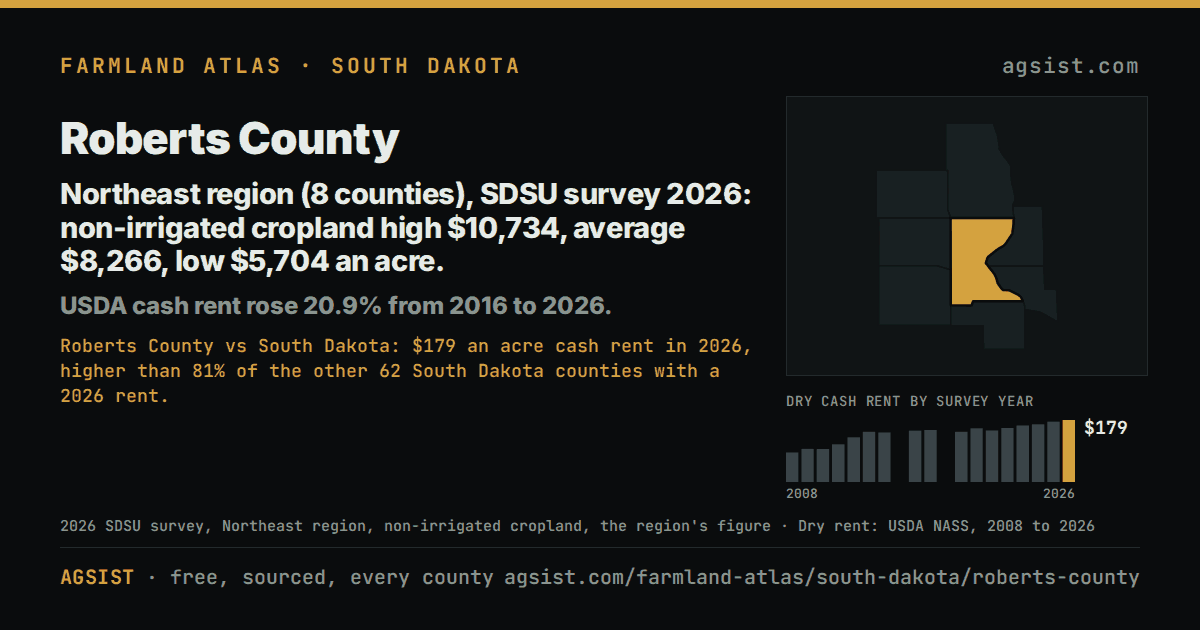 FARMLAND ATLAS · SOUTH DAKOTA
agsist.com
Roberts County
Northeast region (8 counties), SDSU survey 2026:
non-irrigated cropland high $10,734, average
$8,266, low $5,704 an acre.
USDA cash rent rose 20.9% from 2016 to 2026.
Roberts County vs South Dakota: $179 an acre cash rent in 2026,
higher than 81% of the other 62 South Dakota counties with a
2026 rent.
DRY CASH RENT BY SURVEY YEAR
$179
2008
2026
2026 SDSU survey, Northeast region, non-irrigated cropland, the region's figure · Dry rent: USDA NASS, 2008 to 2026
AGSIST · free, sourced, every county
agsist.com/farmland-atlas/south-dakota/roberts-county